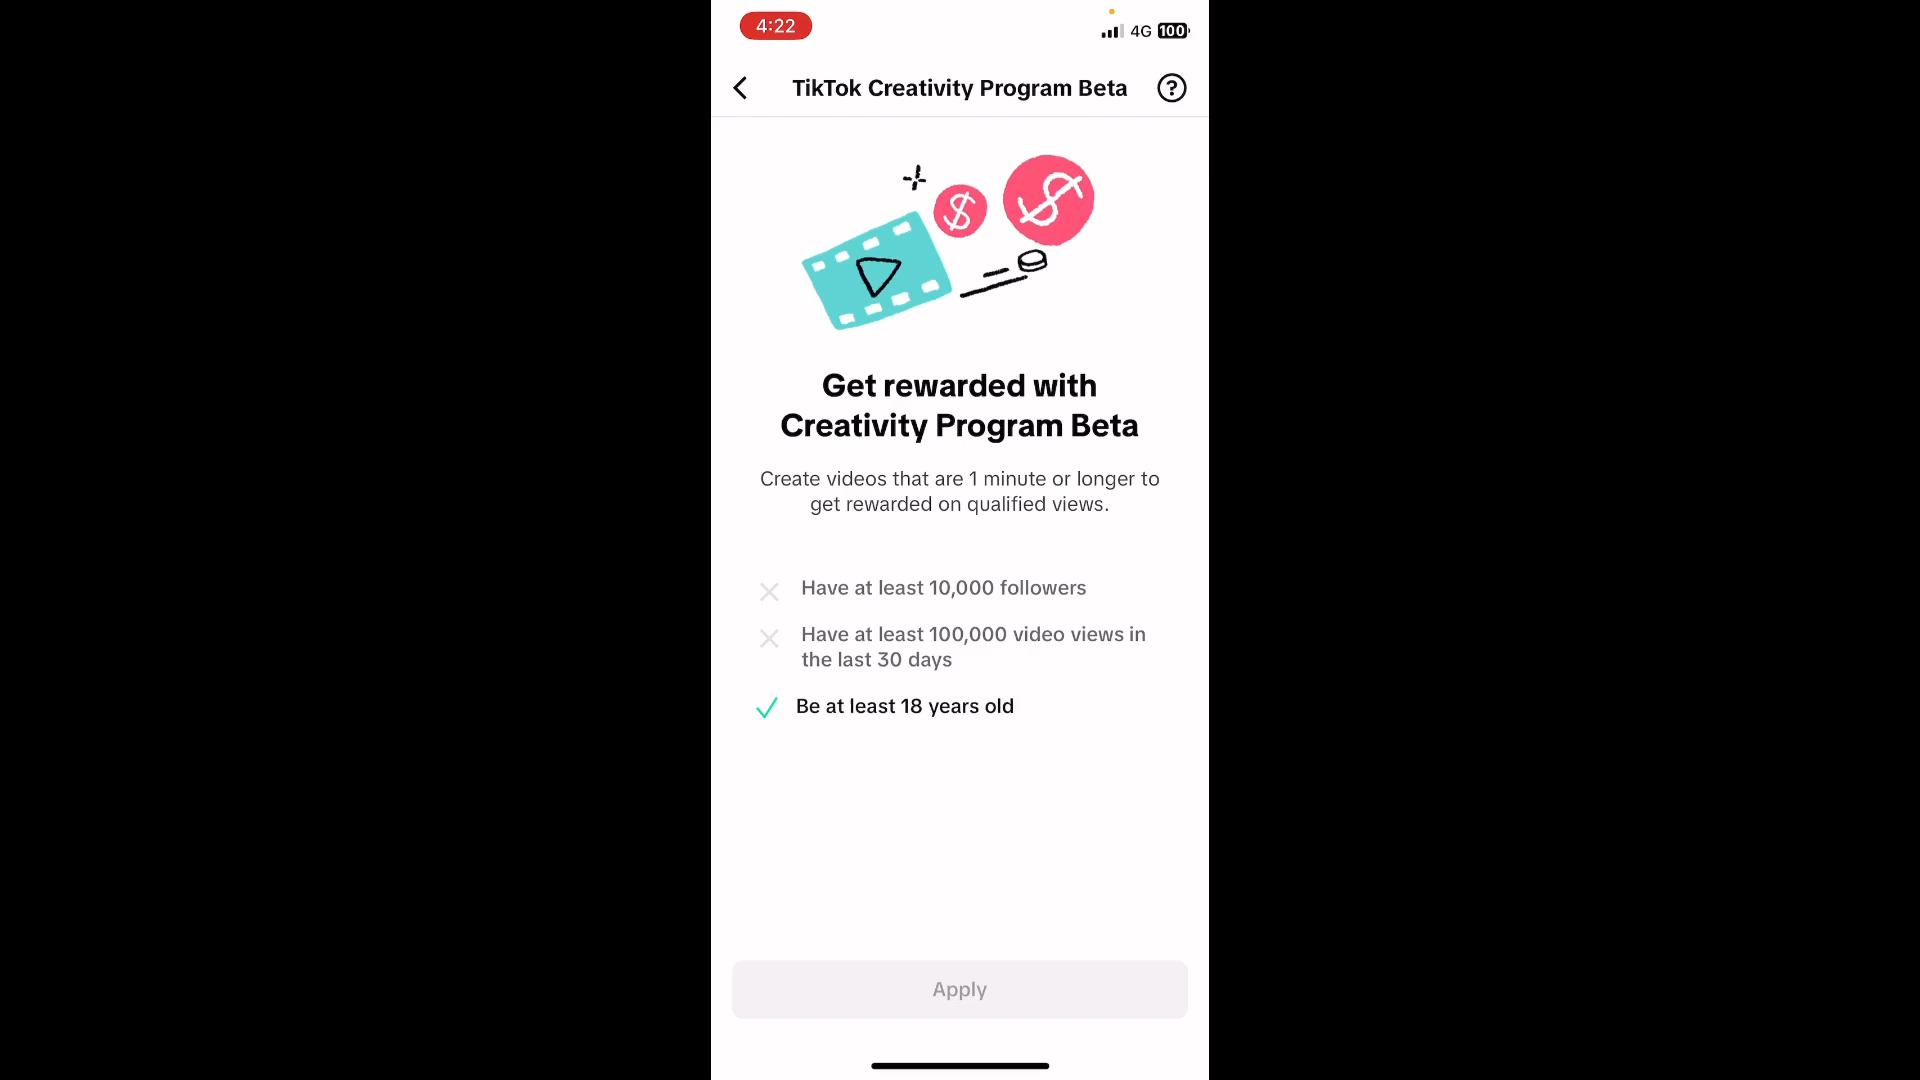 4:22
4G 100
TikTok Creativity Program Beta
?
$ $
Get rewarded with
Creativity Program Beta
Create videos that are 1 minute or longer to
get rewarded on qualified views.
Have at least 10,000 followers
Have at least 100,000 video views in
the last 30 days
Be at least 18 years old
Apply